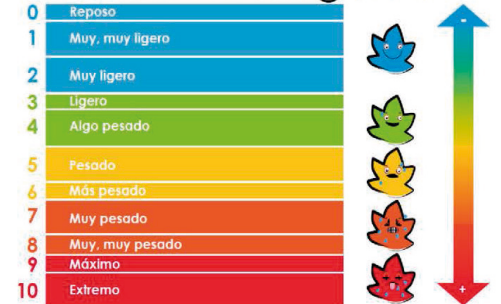 0 Reposo
1 Muy, muy ligero
2 Muy ligero
3 Ligero
4 Algo pesado
5 Pesado
6 Más pesado
7 Muy pesado
8 Muy, muy pesado
9 Máximo
10 Extremo
-
+